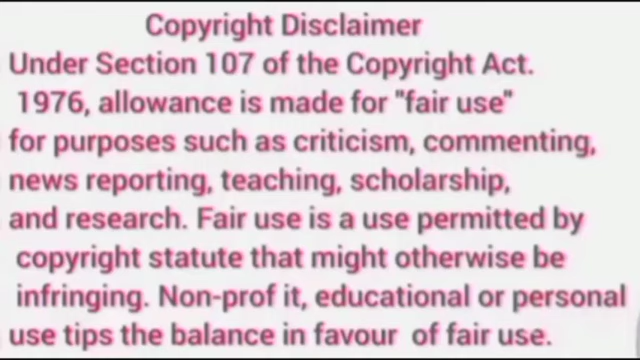 Copyright Disclaimer
Under Section 107 of the Copyright Act.
1976, allowance is made for "fair use"
for purposes such as criticism, commenting,
news reporting, teaching, scholarship,
and research. Fair use is a use permitted by
copyright statute that might otherwise be
infringing. Non-prof it, educational or personal
use tips the balance in favour of fair use.